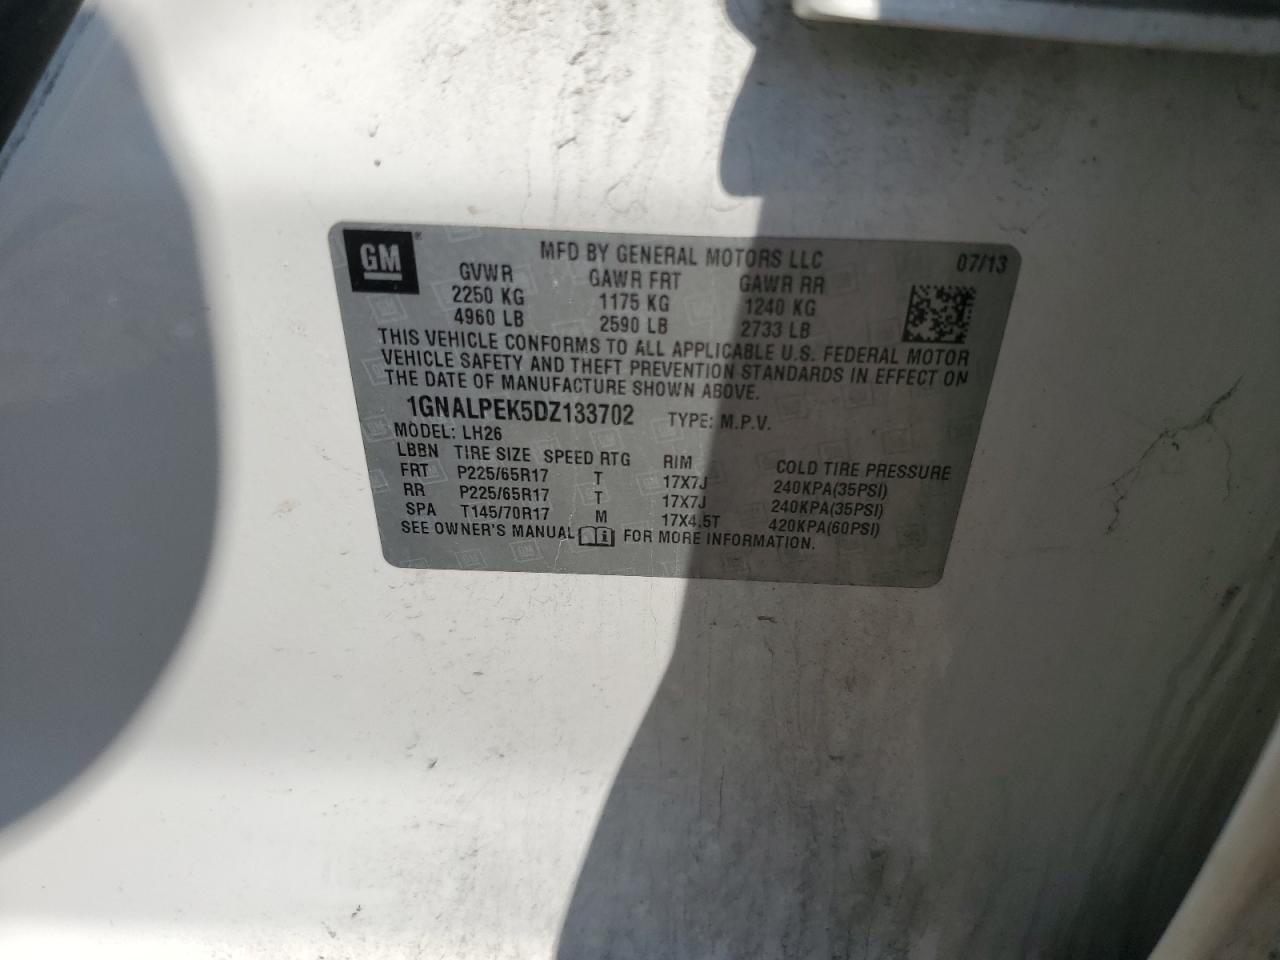 GM
MFD BY GENERAL MOTORS LLC 07/13
GVWR GAWR FRT GAWR RR
2250 KG 1175 KG 1240 KG
4960 LB 2590 LB 2733 LB
THIS VEHICLE CONFORMS TO ALL APPLICABLE U.S. FEDERAL MOTOR
VEHICLE SAFETY AND THEFT PREVENTION STANDARDS IN EFFECT ON
THE DATE OF MANUFACTURE SHOWN ABOVE.
1GNALPEK5DZ133702 TYPE: M.P.V.
MODEL: LH26
LBBN TIRE SIZE SPEED RTG RIM COLD TIRE PRESSURE
FRT P225/65R17 T 17X7J 240KPA(35PSI)
RR P225/65R17 T 17X7J 240KPA(35PSI)
SPA T145/70R17 M 17X4.5T 420KPA(60PSI)
SEE OWNER'S MANUAL i FOR MORE INFORMATION.